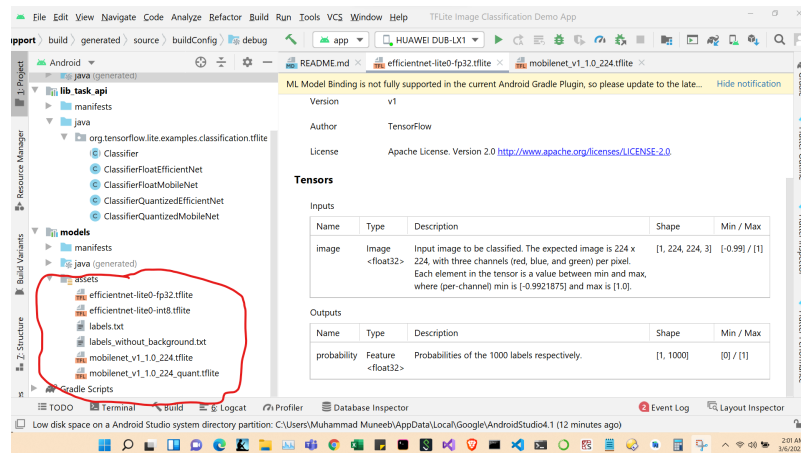 File Edit View Navigate Code Analyze Refactor Build Run Tools VCS Window Help TFLite Image Classification Demo App
pport build generated source buildConfig debug app HUAWEI DUB-LX1
1: Project
Resource Manager
Build Variants
Z: Structure
Android
java (generated)
lib_task_api
manifests
java
org.tensorflow.lite.examples.classification.tflite
Classifier
ClassifierFloatEfficientNet
ClassifierFloatMobileNet
ClassifierQuantizedEfficientNet
ClassifierQuantizedMobileNet
models
manifests
java (generated)
assets
efficientnet-lite0-fp32.tflite
efficientnet-lite0-int8.tflite
labels.txt
labels_without_background.txt
mobilenet_v1_1.0_224.tflite
mobilenet_v1_1.0_224_quant.tflite
Gradle Scripts
README.md efficientnet-lite0-fp32.tflite mobilenet_v1_1.0_224.tflite
ML Model Binding is not fully supported in the current Android Gradle Plugin, so please update to the late... Hide notification
Version v1
Author TensorFlow
License Apache License. Version 2.0 http://www.apache.org/licenses/LICENSE-2.0.
Tensors
Inputs
Name Type Description Shape Min / Max
image Image Input image to be classified. The expected image is 224 x [1, 224, 224, 3] [-0.99] / [1]
<float32> 224, with three channels (red, blue, and green) per pixel.
Each element in the tensor is a value between min and max,
where (per-channel) min is [-0.9921875] and max is [1.0].
Outputs
Name Type Description Shape Min / Max
probability Feature Probabilities of the 1000 labels respectively. [1, 1000] [0] / [1]
<float32>
TODO Terminal Build 6: Logcat Profiler Database Inspector 2 Event Log Layout Inspector
Low disk space on a Android Studio system directory partition: C:\Users\Muhammad Muneeb\AppData\Local\Google\AndroidStudio4.1 (12 minutes ago)
2:01 AM
3/6/202